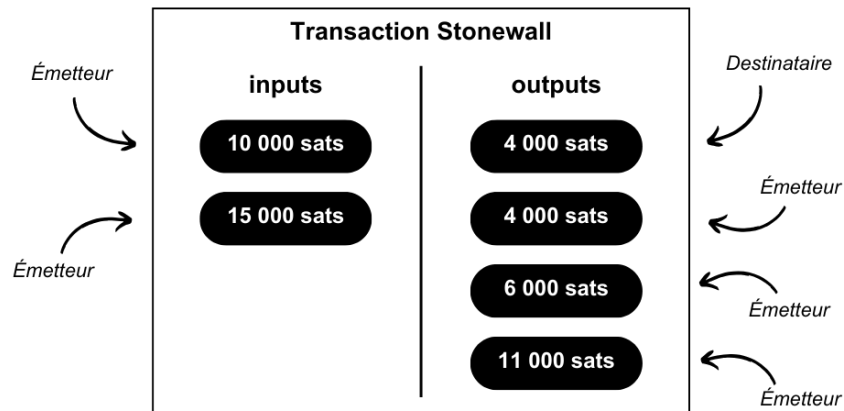 Transaction Stonewall
Émetteur
inputs
outputs
Destinataire
10 000 sats
4 000 sats
15 000 sats
4 000 sats
Émetteur
Émetteur
6 000 sats
Émetteur
11 000 sats
Émetteur